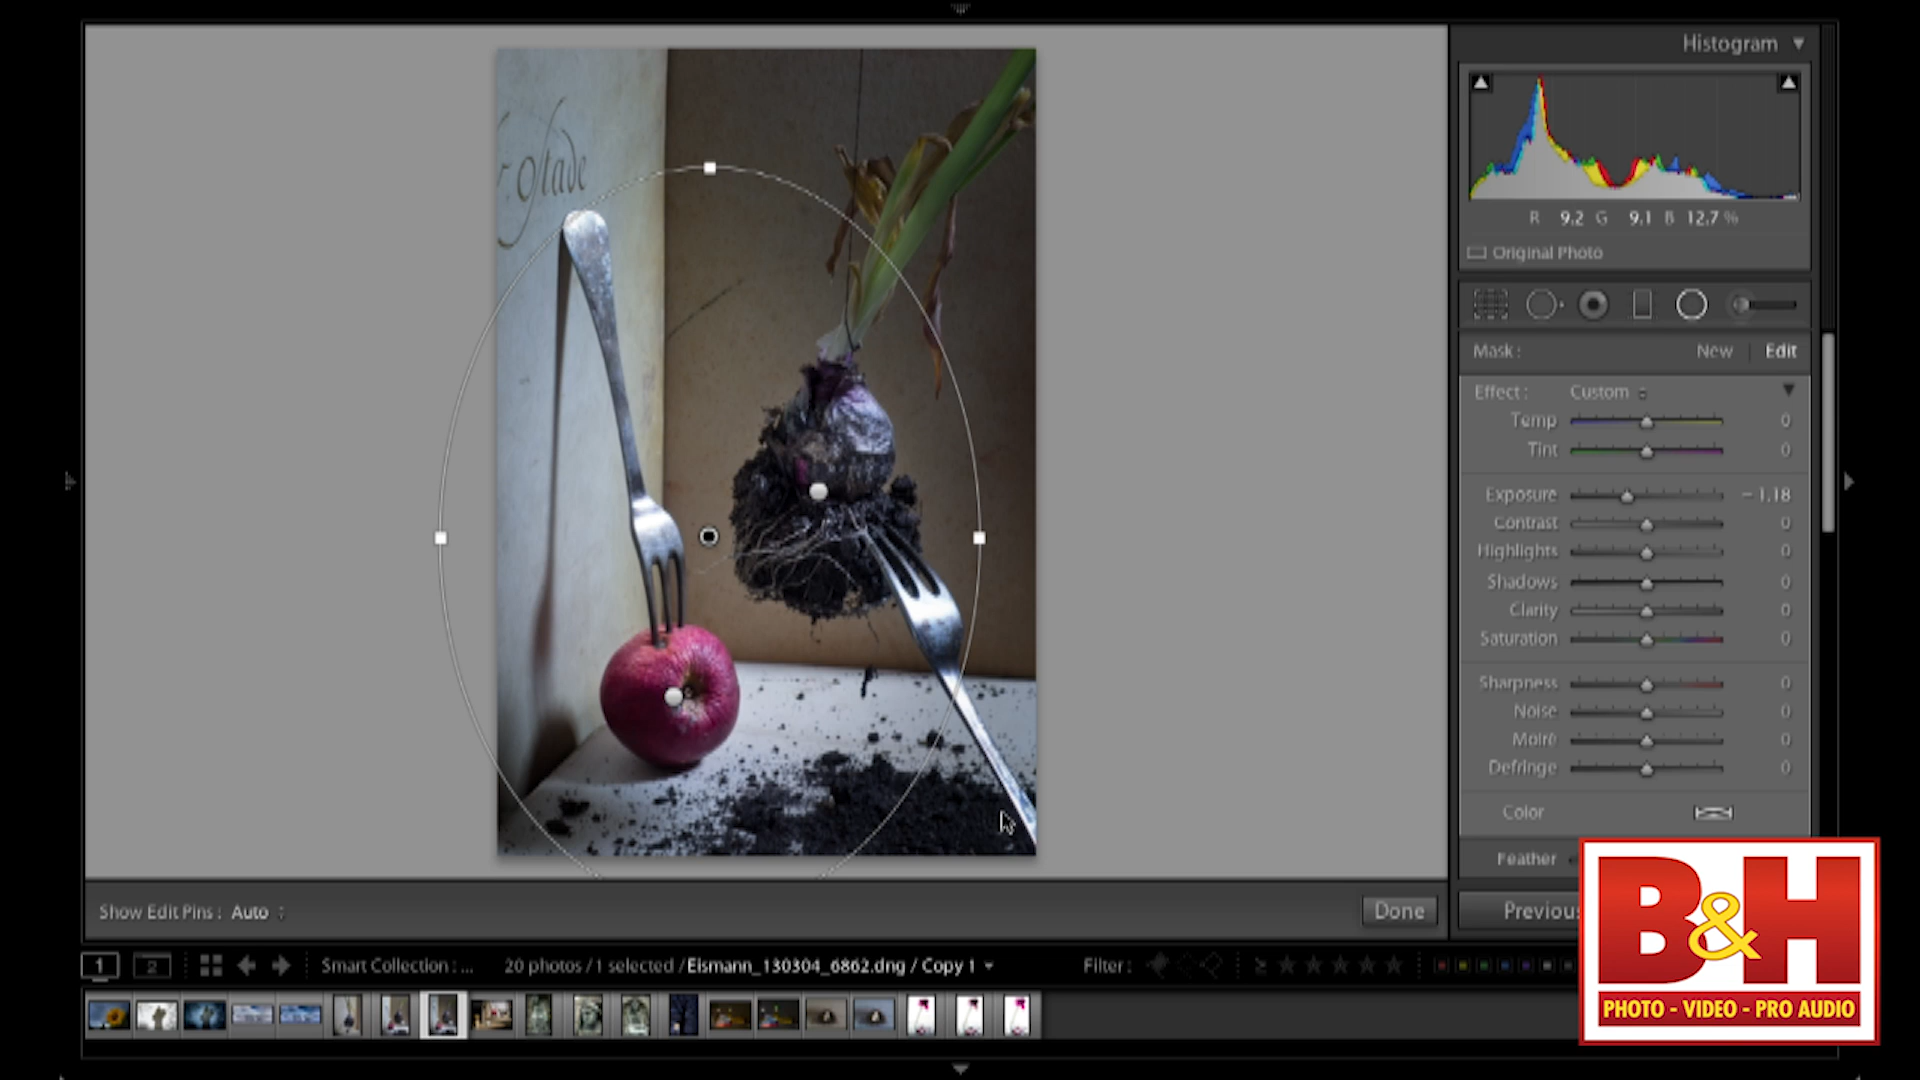 Histogram
R 9.2 G 9.1 B 12.7 %
Original Photo
Mask : New Edit
Effect : Custom
Temp 0
Tint 0
Exposure − 1.18
Contrast 0
Highlights 0
Shadows 0
Clarity 0
Saturation 0
Sharpness 0
Noise 0
Moiré 0
Defringe 0
Color
Feather
ostade
Show Edit Pins : Auto
Done
1 2 Smart Collection : ... 20 photos / 1 selected / Eismann_130304_6862.dng / Copy 1 Filter :
B&H
PHOTO - VIDEO - PRO AUDIO